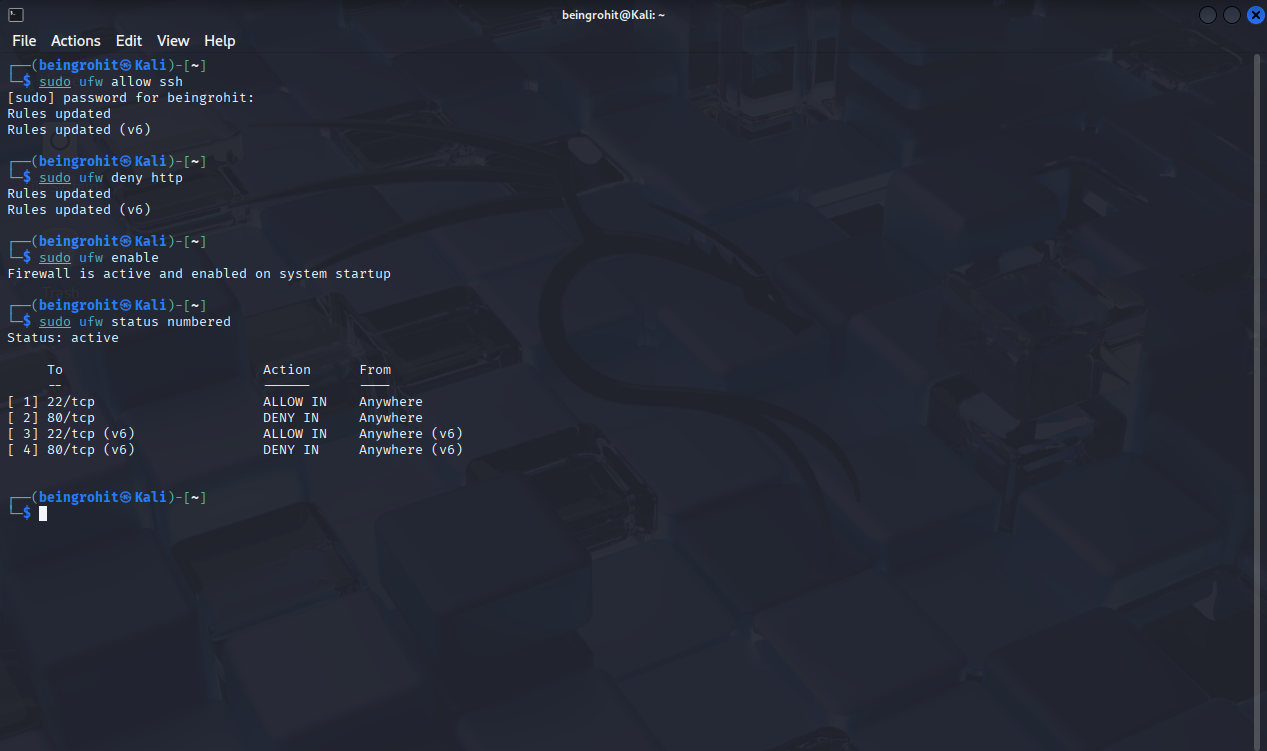 beingrohit@Kali: ~
File Actions Edit View Help
┌──(beingrohit㉿Kali)-[~]
└─$ sudo ufw allow ssh
[sudo] password for beingrohit:
Rules updated
Rules updated (v6)
┌──(beingrohit㉿Kali)-[~]
└─$ sudo ufw deny http
Rules updated
Rules updated (v6)
┌──(beingrohit㉿Kali)-[~]
└─$ sudo ufw enable
Firewall is active and enabled on system startup
Trash
┌──(beingrohit㉿Kali)-[~]
└─$ sudo ufw status numbered
Status: active
     To                         Action      From
     --                         ------      ----
[ 1] 22/tcp                     ALLOW IN    Anywhere
[ 2] 80/tcp                     DENY IN     Anywhere
[ 3] 22/tcp (v6)                ALLOW IN    Anywhere (v6)
[ 4] 80/tcp (v6)                DENY IN     Anywhere (v6)
┌──(beingrohit㉿Kali)-[~]
└─$